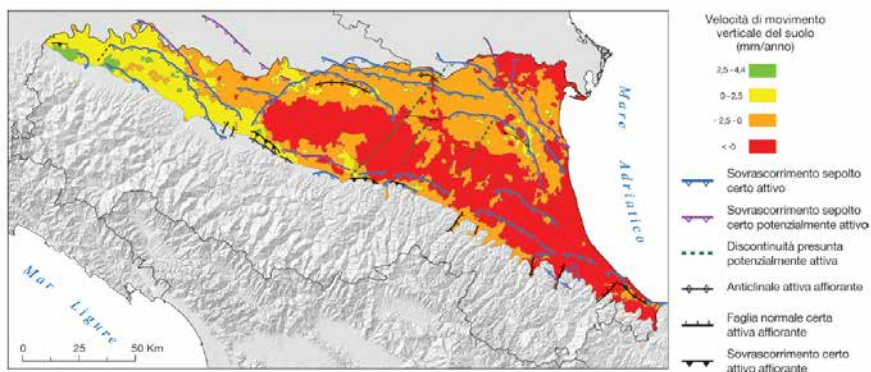 Velocità di movimento
verticale del suolo
(mm/anno)
2,5 - 4,4
0 - 2,5
-2,5 - 0
< -5
Sovrascorrimento sepolto
certo attivo
Sovrascorrimento sepolto
certo potenzialmente attivo
Discontinuità presunta
potenzialmente attiva
Anticlinale attiva affiorante
Faglia normale certa
attiva affiorante
Sovrascorrimento certo
attivo affiorante
Mare Adriatico
Mar Ligure
0 25 50 Km